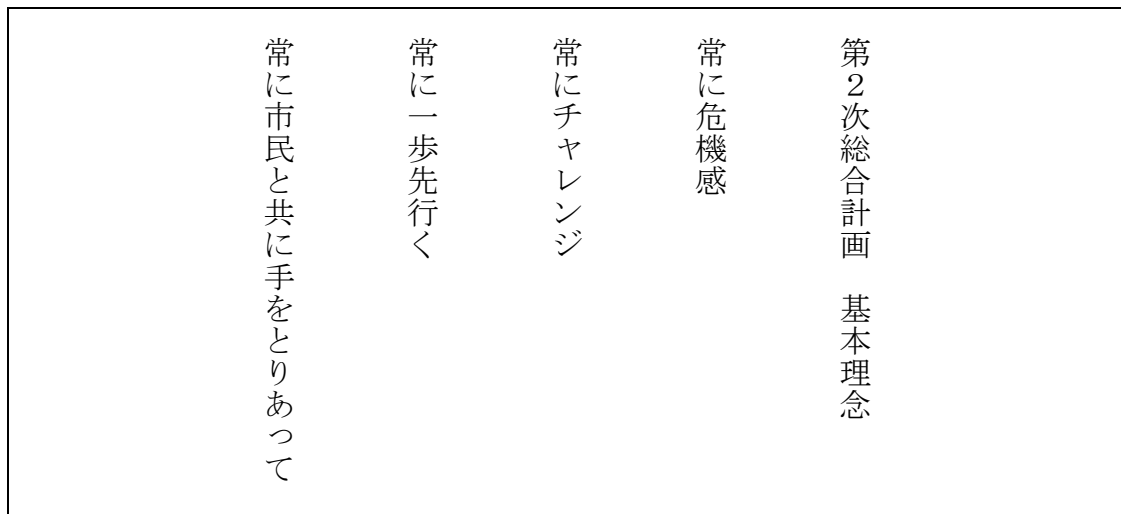 第２次総合計画　基本理念
常に危機感
常にチャレンジ
常に一歩先行く
常に市民と共に手をとりあって